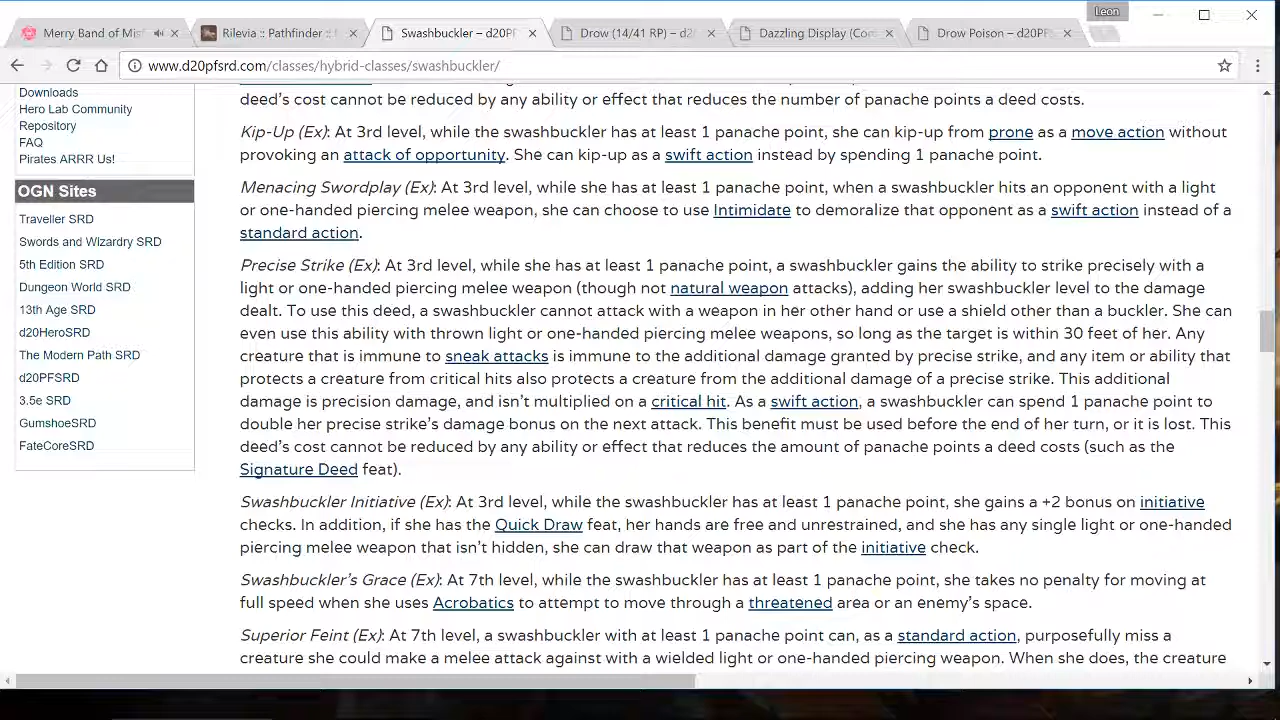 Leon
Merry Band of Mis
Rilevia :: Pathfinder ::
Swashbuckler – d20PF
Drow (14/41 RP) – d2
Dazzling Display (Con
Drow Poison – d20PF
www.d20pfsrd.com/classes/hybrid-classes/swashbuckler/
Downloads
Hero Lab Community
Repository
FAQ
Pirates ARRR Us!
OGN Sites
Traveller SRD
Swords and Wizardry SRD
5th Edition SRD
Dungeon World SRD
13th Age SRD
d20HeroSRD
The Modern Path SRD
d20PFSRD
3.5e SRD
GumshoeSRD
FateCoreSRD
deed's cost cannot be reduced by any ability or effect that reduces the number of panache points a deed costs.
Kip-Up (Ex): At 3rd level, while the swashbuckler has at least 1 panache point, she can kip-up from prone as a move action without
provoking an attack of opportunity. She can kip-up as a swift action instead by spending 1 panache point.
Menacing Swordplay (Ex): At 3rd level, while she has at least 1 panache point, when a swashbuckler hits an opponent with a light
or one-handed piercing melee weapon, she can choose to use Intimidate to demoralize that opponent as a swift action instead of a
standard action.
Precise Strike (Ex): At 3rd level, while she has at least 1 panache point, a swashbuckler gains the ability to strike precisely with a
light or one-handed piercing melee weapon (though not natural weapon attacks), adding her swashbuckler level to the damage
dealt. To use this deed, a swashbuckler cannot attack with a weapon in her other hand or use a shield other than a buckler. She can
even use this ability with thrown light or one-handed piercing melee weapons, so long as the target is within 30 feet of her. Any
creature that is immune to sneak attacks is immune to the additional damage granted by precise strike, and any item or ability that
protects a creature from critical hits also protects a creature from the additional damage of a precise strike. This additional
damage is precision damage, and isn't multiplied on a critical hit. As a swift action, a swashbuckler can spend 1 panache point to
double her precise strike's damage bonus on the next attack. This benefit must be used before the end of her turn, or it is lost. This
deed's cost cannot be reduced by any ability or effect that reduces the amount of panache points a deed costs (such as the
Signature Deed feat).
Swashbuckler Initiative (Ex): At 3rd level, while the swashbuckler has at least 1 panache point, she gains a +2 bonus on initiative
checks. In addition, if she has the Quick Draw feat, her hands are free and unrestrained, and she has any single light or one-handed
piercing melee weapon that isn't hidden, she can draw that weapon as part of the initiative check.
Swashbuckler's Grace (Ex): At 7th level, while the swashbuckler has at least 1 panache point, she takes no penalty for moving at
full speed when she uses Acrobatics to attempt to move through a threatened area or an enemy's space.
Superior Feint (Ex): At 7th level, a swashbuckler with at least 1 panache point can, as a standard action, purposefully miss a
creature she could make a melee attack against with a wielded light or one-handed piercing weapon. When she does, the creature